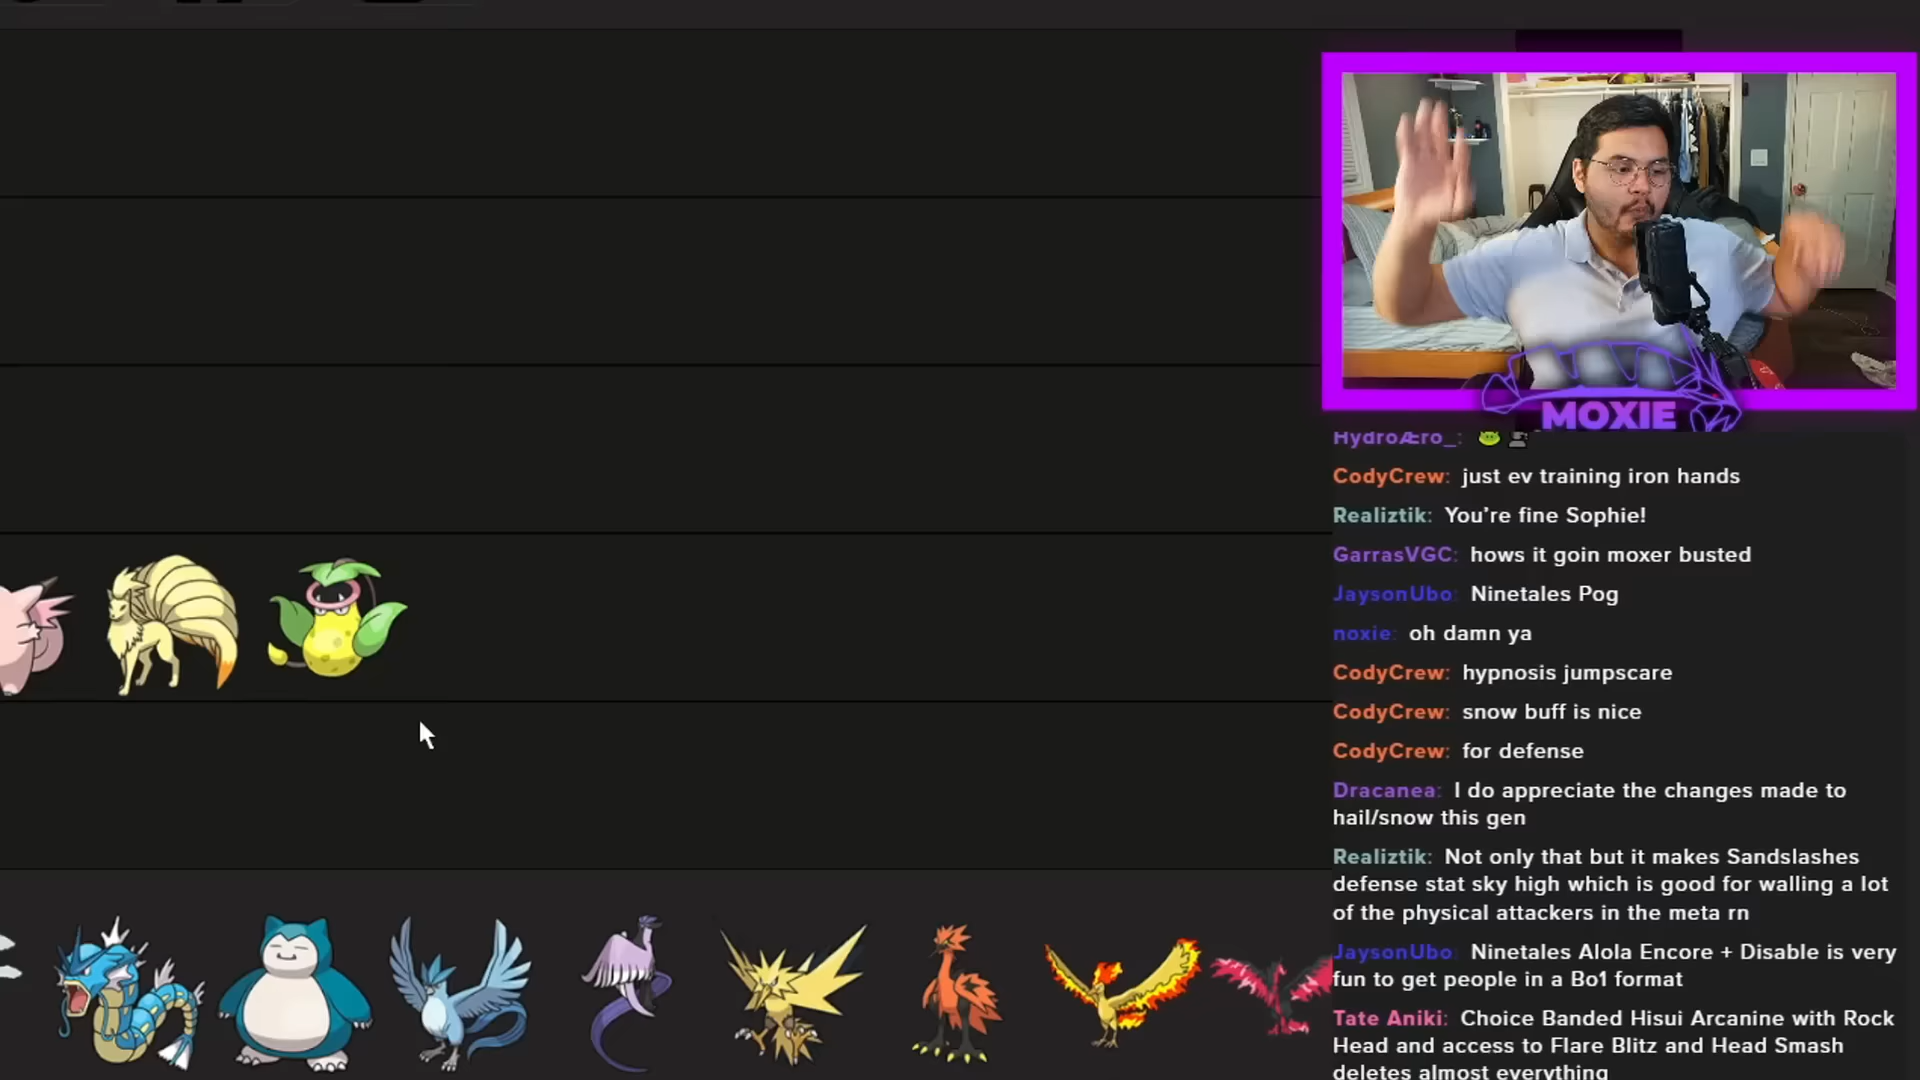 MOXIE
HydroÆro_:
CodyCrew: just ev training iron hands
Realiztik: You're fine Sophie!
GarrasVGC: hows it goin moxer busted
JaysonUbo: Ninetales Pog
noxie: oh damn ya
CodyCrew: hypnosis jumpscare
CodyCrew: snow buff is nice
CodyCrew: for defense
Dracanea: I do appreciate the changes made to
hail/snow this gen
Realiztik: Not only that but it makes Sandslashes
defense stat sky high which is good for walling a lot
of the physical attackers in the meta rn
JaysonUbo: Ninetales Alola Encore + Disable is very
fun to get people in a Bo1 format
Tate Aniki: Choice Banded Hisui Arcanine with Rock
Head and access to Flare Blitz and Head Smash
deletes almost everything